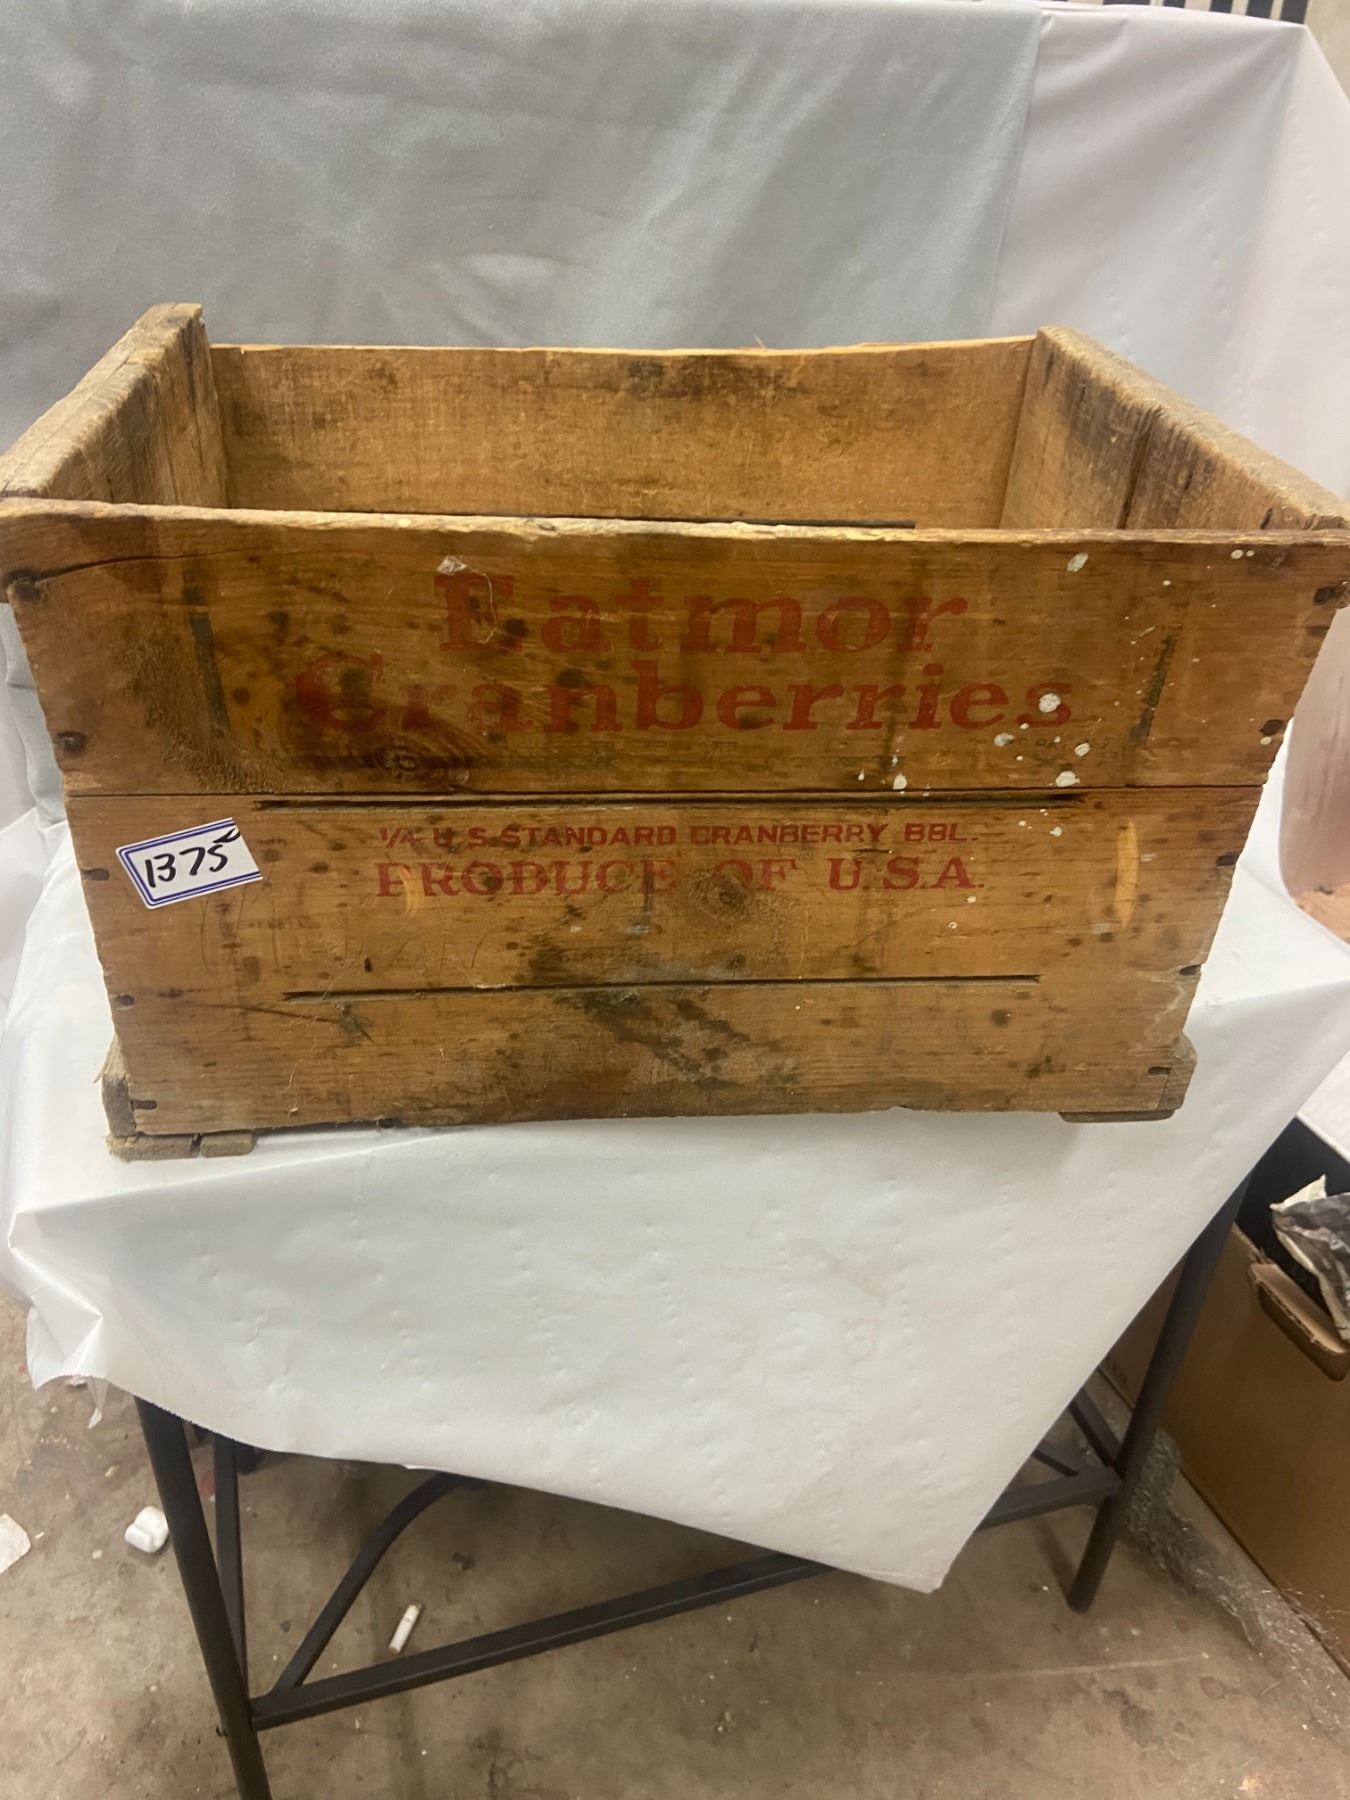 Eatmor
Cranberries
1/4 U.S. STANDARD CRANBERRY BBL.
PRODUCE OF U.S.A.
1375